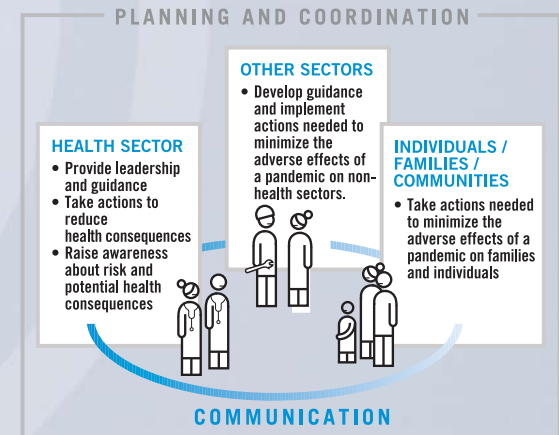 PLANNING AND COORDINATION
OTHER SECTORS
• Develop guidance
and implement
actions needed to
minimize the
adverse effects of
a pandemic on non-
health sectors.
HEALTH SECTOR
• Provide leadership
and guidance
• Take actions to
reduce
health consequences
• Raise awareness
about risk and
potential health
consequences
INDIVIDUALS /
FAMILIES /
COMMUNITIES
• Take actions needed
to minimize the
adverse effects of a
pandemic on families
and individuals
COMMUNICATION